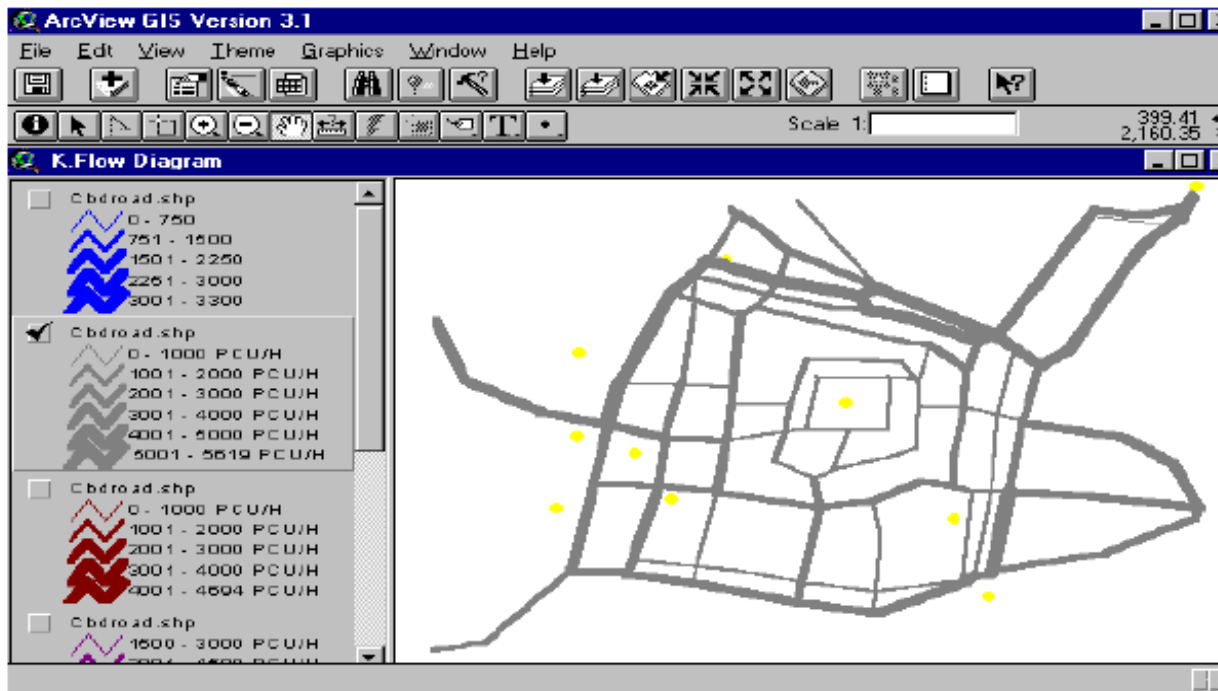 ArcView GIS Version 3.1
File Edit View Theme Graphics Window Help
Scale 1:
399.41
2,160.35
K.Flow Diagram
Cbdroad.shp
0 - 750
751 - 1500
1501 - 2250
2251 - 3000
3001 - 3300
Cbdroad.shp
0 - 1000 PCU/H
1001 - 2000 PCU/H
2001 - 3000 PCU/H
3001 - 4000 PCU/H
4001 - 5000 PCU/H
5001 - 5619 PCU/H
Cbdroad.shp
0 - 1000 PCU/H
1001 - 2000 PCU/H
2001 - 3000 PCU/H
3001 - 4000 PCU/H
4001 - 4694 PCU/H
Cbdroad.shp
1500 - 3000 PCU/H